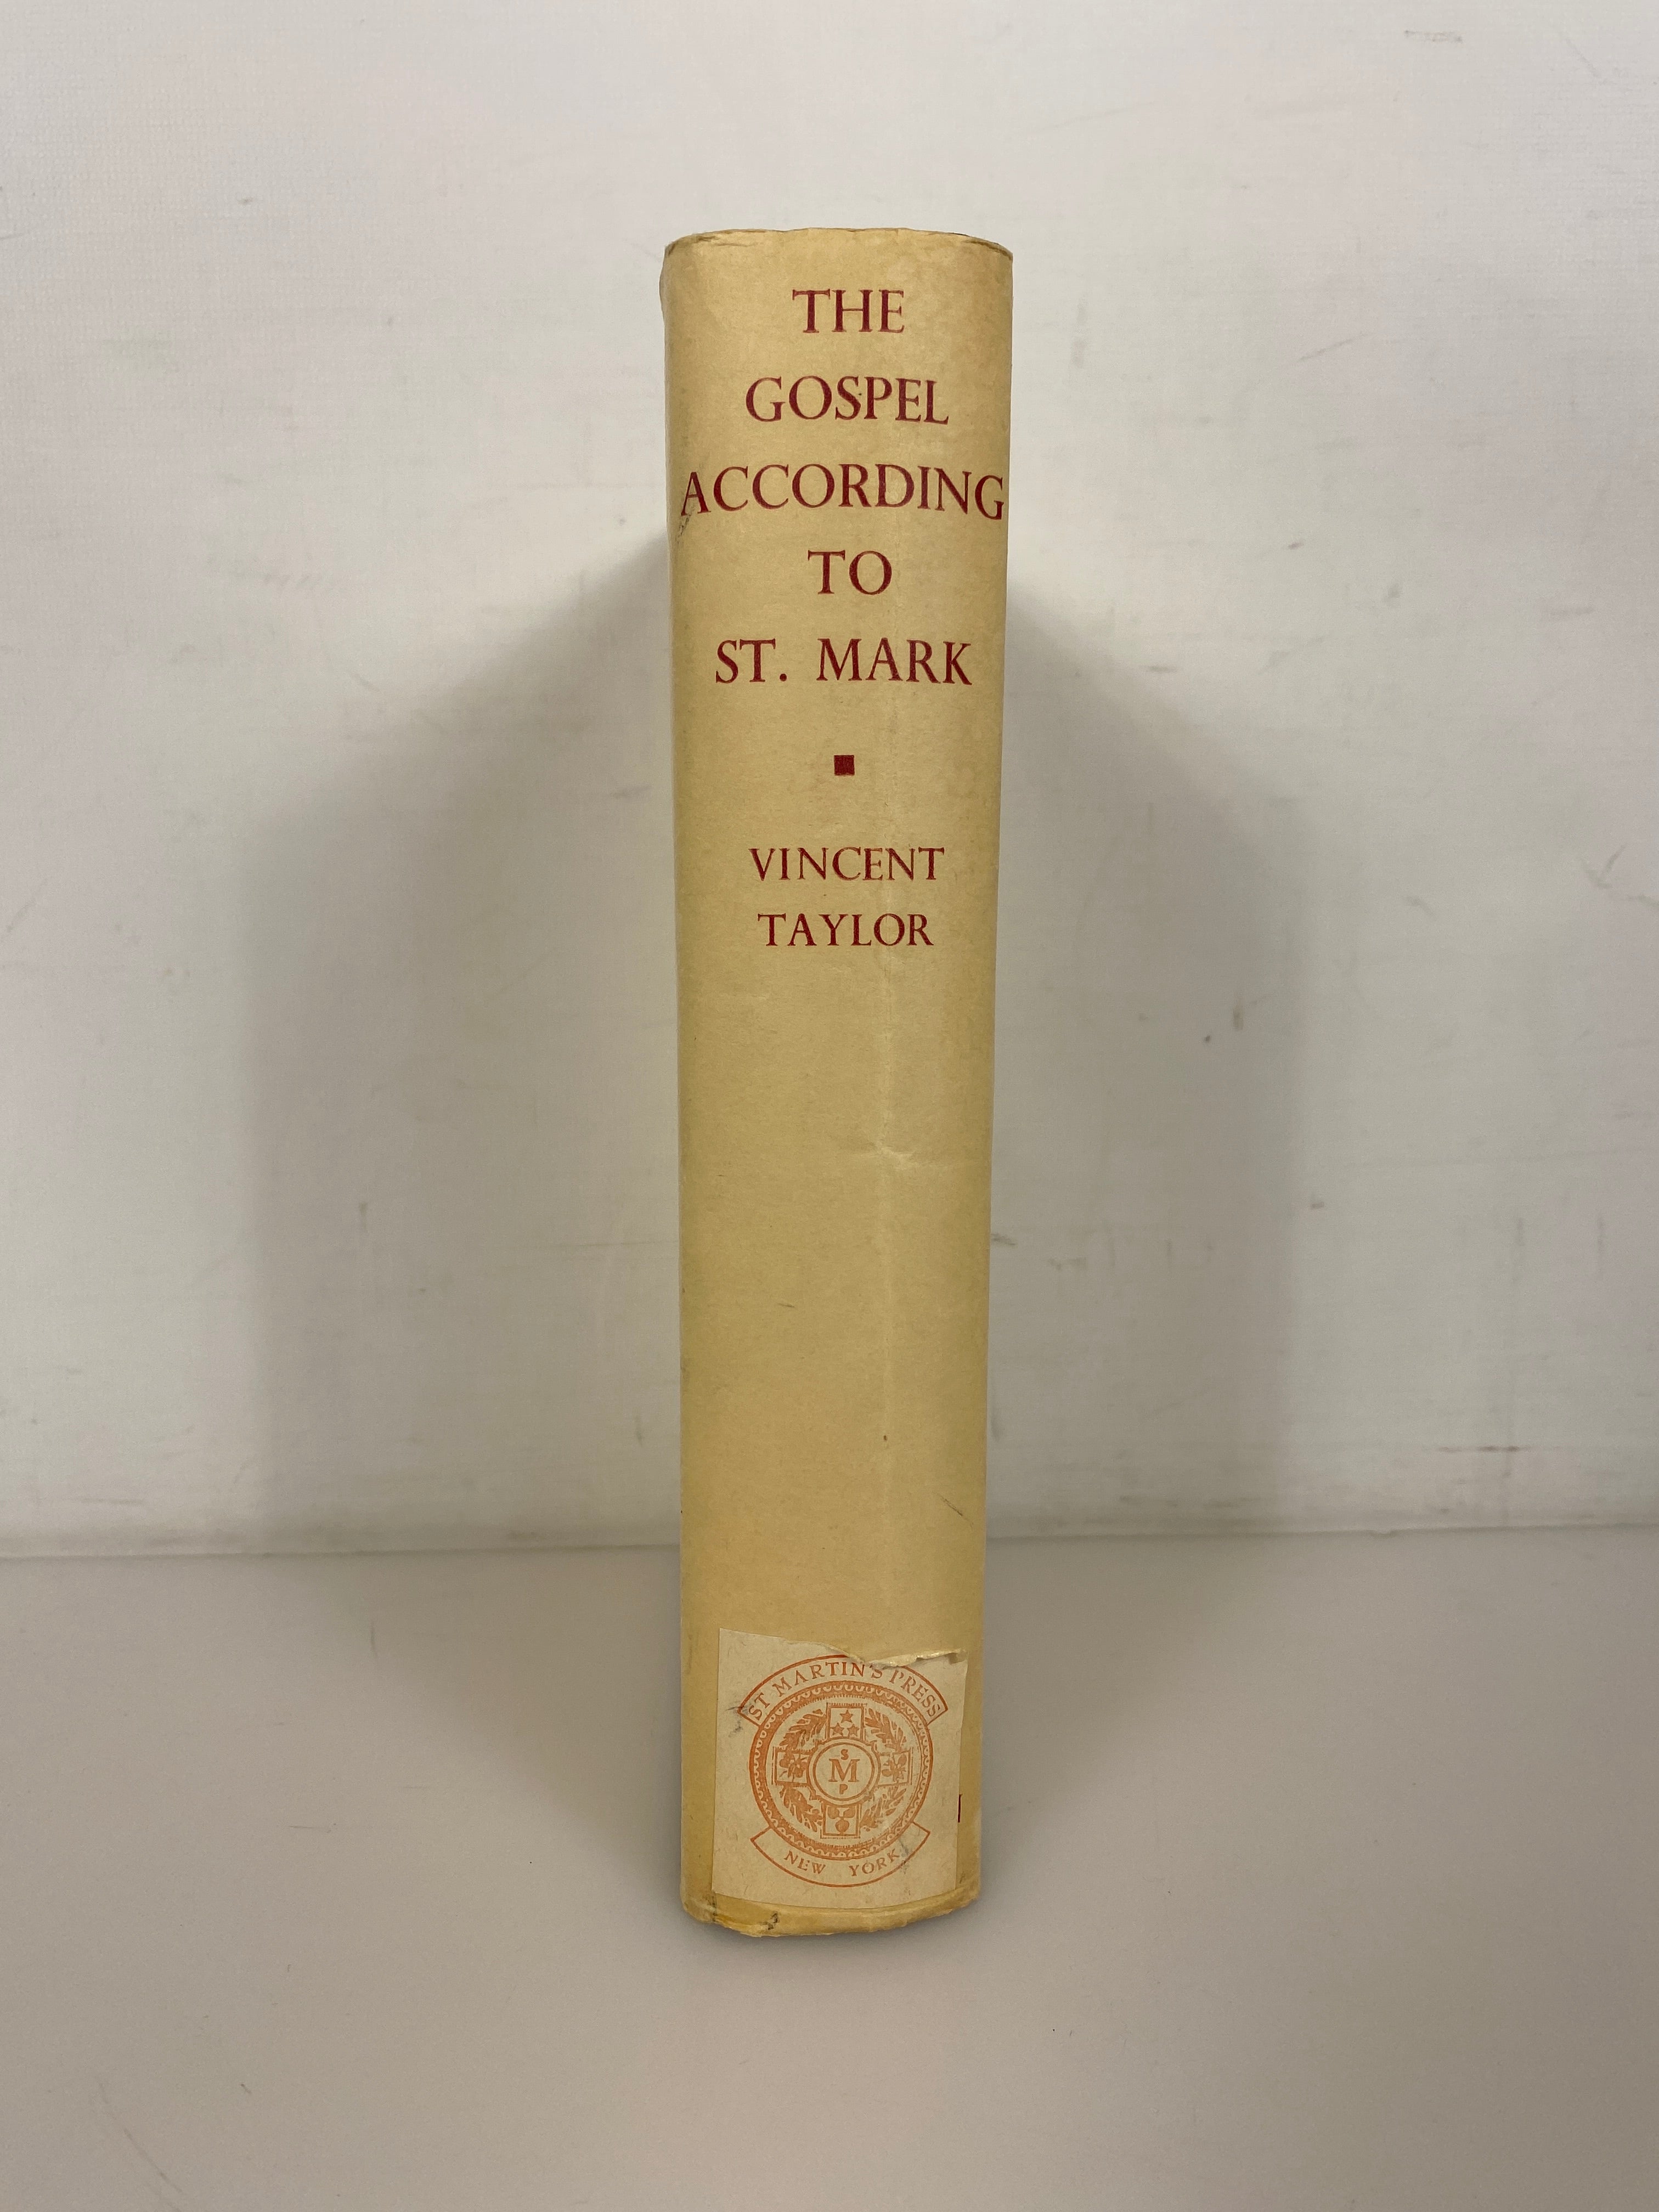 THE
GOSPEL
ACCORDING
TO
ST. MARK
VINCENT
TAYLOR
ST MARTIN'S PRESS
S
M
P
NEW YORK